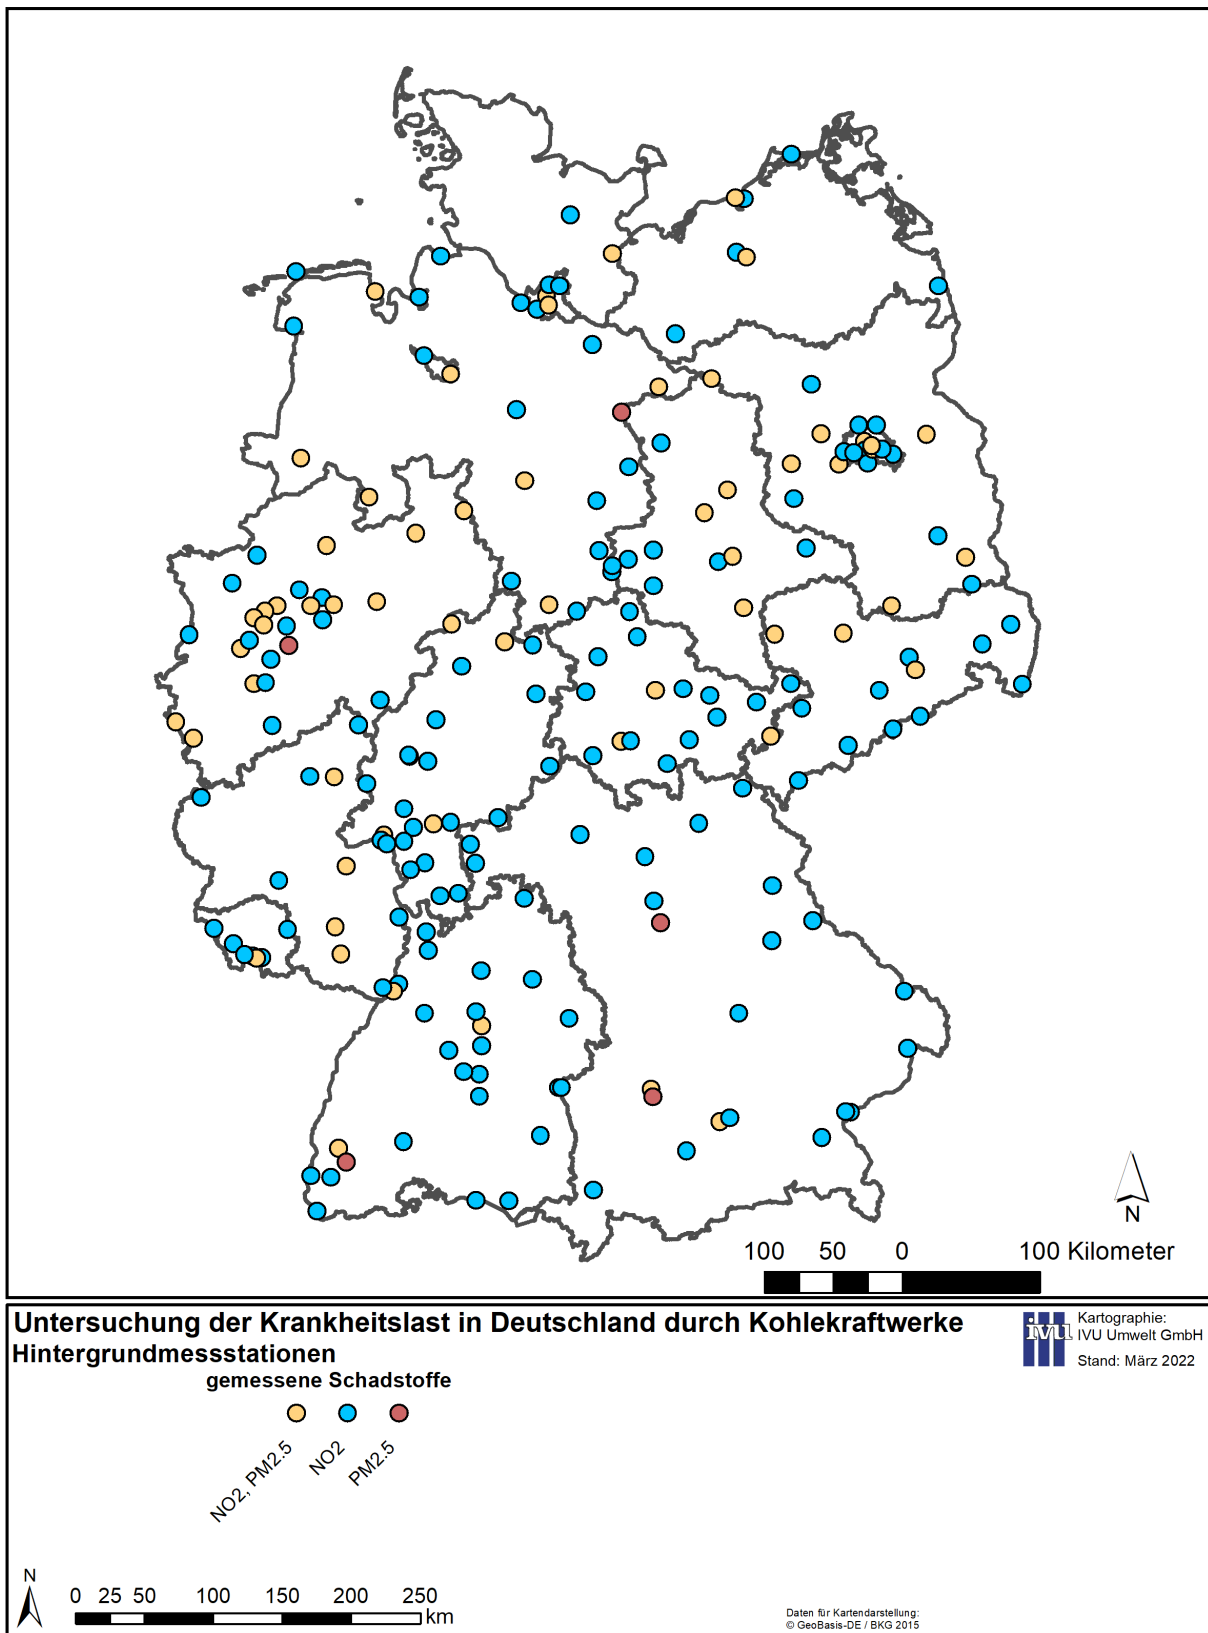 N
100 50 0 100 Kilometer
Untersuchung der Krankheitslast in Deutschland durch Kohlekraftwerke
Hintergrundmessstationen
gemessene Schadstoffe
NO2, PM2.5
NO2
PM2.5
ivu
Kartographie:
IVU Umwelt GmbH
Stand: März 2022
N
0 25 50 100 150 200 250
km
Daten für Kartendarstellung:
© GeoBasis-DE / BKG 2015